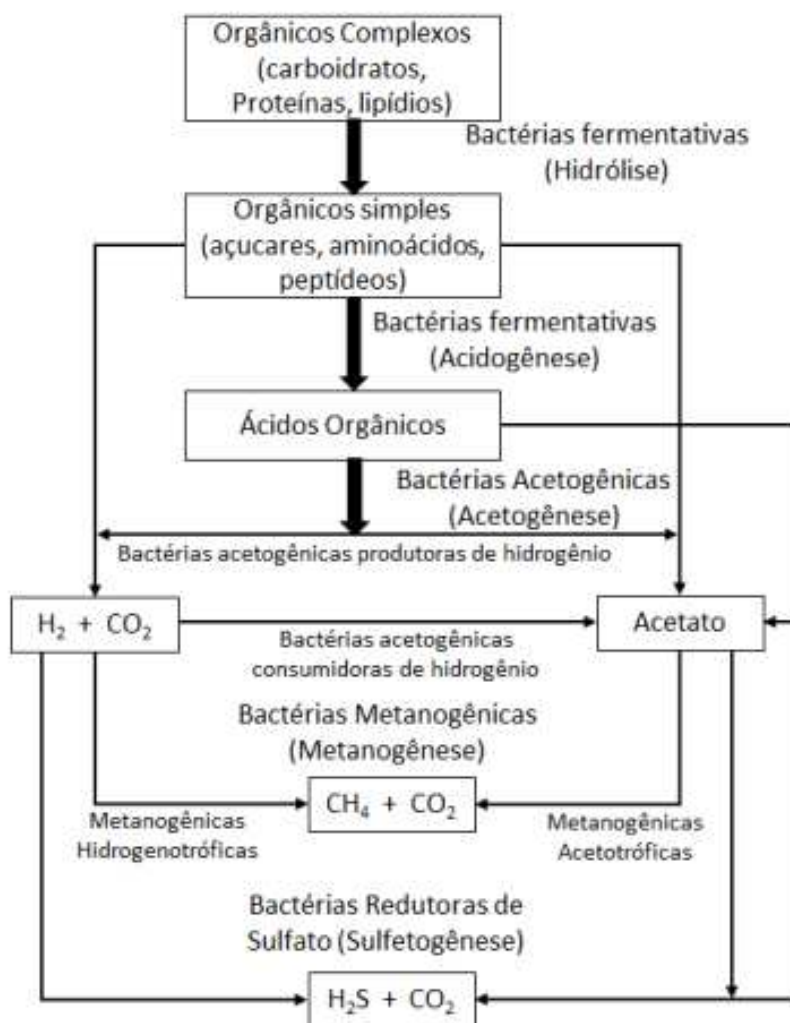 Orgânicos Complexos
(carboidratos,
Proteínas, lipídios)
Bactérias fermentativas
(Hidrólise)
Orgânicos simples
(açucares, aminoácidos,
peptídeos)
Bactérias fermentativas
(Acidogênese)
Ácidos Orgânicos
Bactérias Acetogênicas
(Acetogênese)
Bactérias acetogênicas produtoras de hidrogênio
H₂ + CO₂
Acetato
Bactérias acetogênicas
consumidoras de hidrogênio
Bactérias Metanogênicas
(Metanogênese)
CH₄ + CO₂
Metanogênicas
Hidrogenotróficas
Metanogênicas
Acetotróficas
Bactérias Redutoras de
Sulfato (Sulfetogênese)
H₂S + CO₂